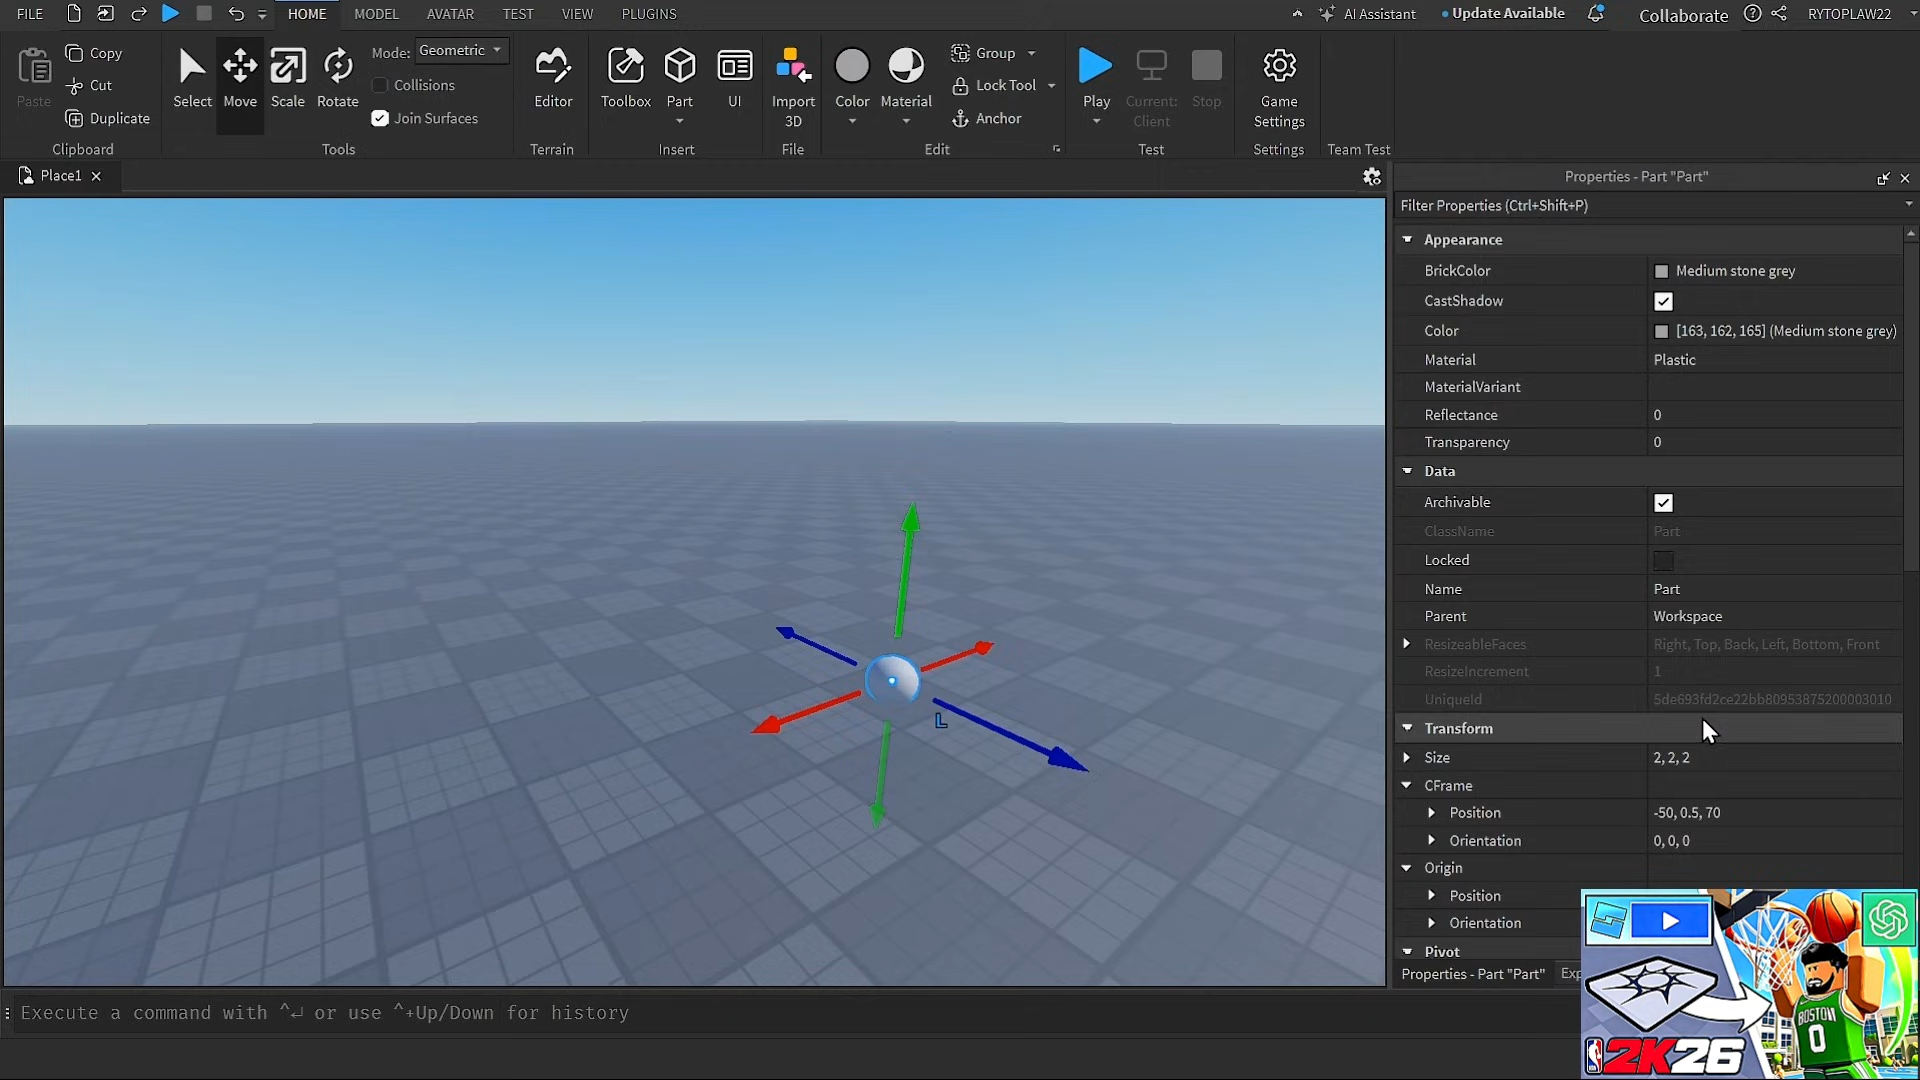 FILE HOME MODEL AVATAR TEST VIEW PLUGINS AI Assistant Update Available Collaborate RYTOPLAW22
Paste Copy Cut Duplicate Clipboard
Select Move Scale Rotate Mode: Geometric Collisions Join Surfaces Tools
Editor Terrain
Toolbox Part UI Insert
Import 3D File
Color Material Group Lock Tool Anchor Edit
Play Current: Client Stop Test
Game Settings Settings
Team Test
Place1
Properties - Part "Part"
Filter Properties (Ctrl+Shift+P)
Appearance
BrickColor Medium stone grey
CastShadow
Color [163, 162, 165] (Medium stone grey)
Material Plastic
MaterialVariant
Reflectance 0
Transparency 0
Data
Archivable
ClassName Part
Locked
Name Part
Parent Workspace
ResizeableFaces Right, Top, Back, Left, Bottom, Front
ResizeIncrement 1
UniqueId 5de693fd2ce22bb80953875200003010
Transform
Size 2, 2, 2
CFrame
Position -50, 0.5, 70
Orientation 0, 0, 0
Origin
Position
Orientation
Pivot
Properties - Part "Part" Exp
L
Execute a command with ^↵ or use ^+Up/Down for history
BOSTON
0
NBA 2K26